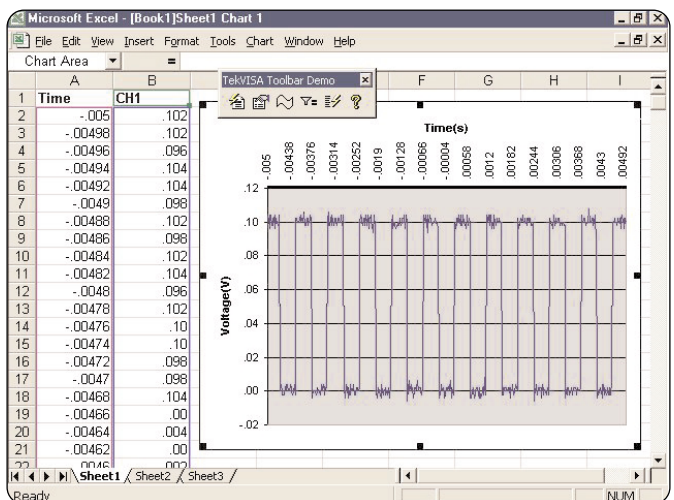 Microsoft Excel - [Book1]Sheet1 Chart 1
File Edit View Insert Format Tools Chart Window Help
Chart Area =
TekVISA Toolbar Demo
A B F G H I
1 Time CH1
2 -.005 .102
3 -.00498 .102
4 -.00496 .096
5 -.00494 .104
6 -.00492 .104
7 -.0049 .098
8 -.00488 .102
9 -.00486 .098
10 -.00484 .102
11 -.00482 .104
12 -.0048 .096
13 -.00478 .102
14 -.00476 .10
15 -.00474 .10
16 -.00472 .098
17 -.0047 .098
18 -.00468 .104
19 -.00466 .00
20 -.00464 .004
21 -.00462 .00
22 -.0046 .002
Time(s)
-.005 -.00438 -.00376 -.00314 -.00252 -.0019 -.00128 -.00066 -.00004 .00058 .0012 .00182 .00244 .00306 .00368 .0043 .00492
Voltage(V)
.12
.10
.08
.06
.04
.02
.00
-.02
Sheet1 Sheet2 Sheet3
Ready NUM